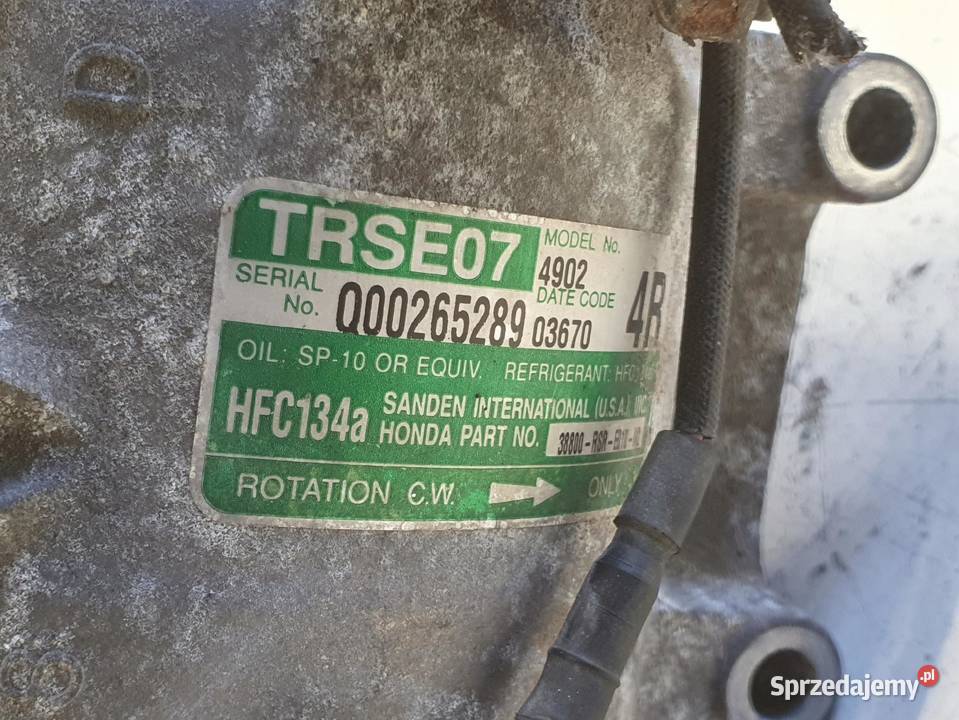 TRSE07
MODEL No.
4902
SERIAL No. Q00265289
DATE CODE
03670
4R
OIL: SP-10 OR EQUIV. REFRIGERANT:
HFC134a
SANDEN INTERNATIONAL (U.S.A.)
HONDA PART NO.
ROTATION C.W. ONLY
Sprzedajemy.pl